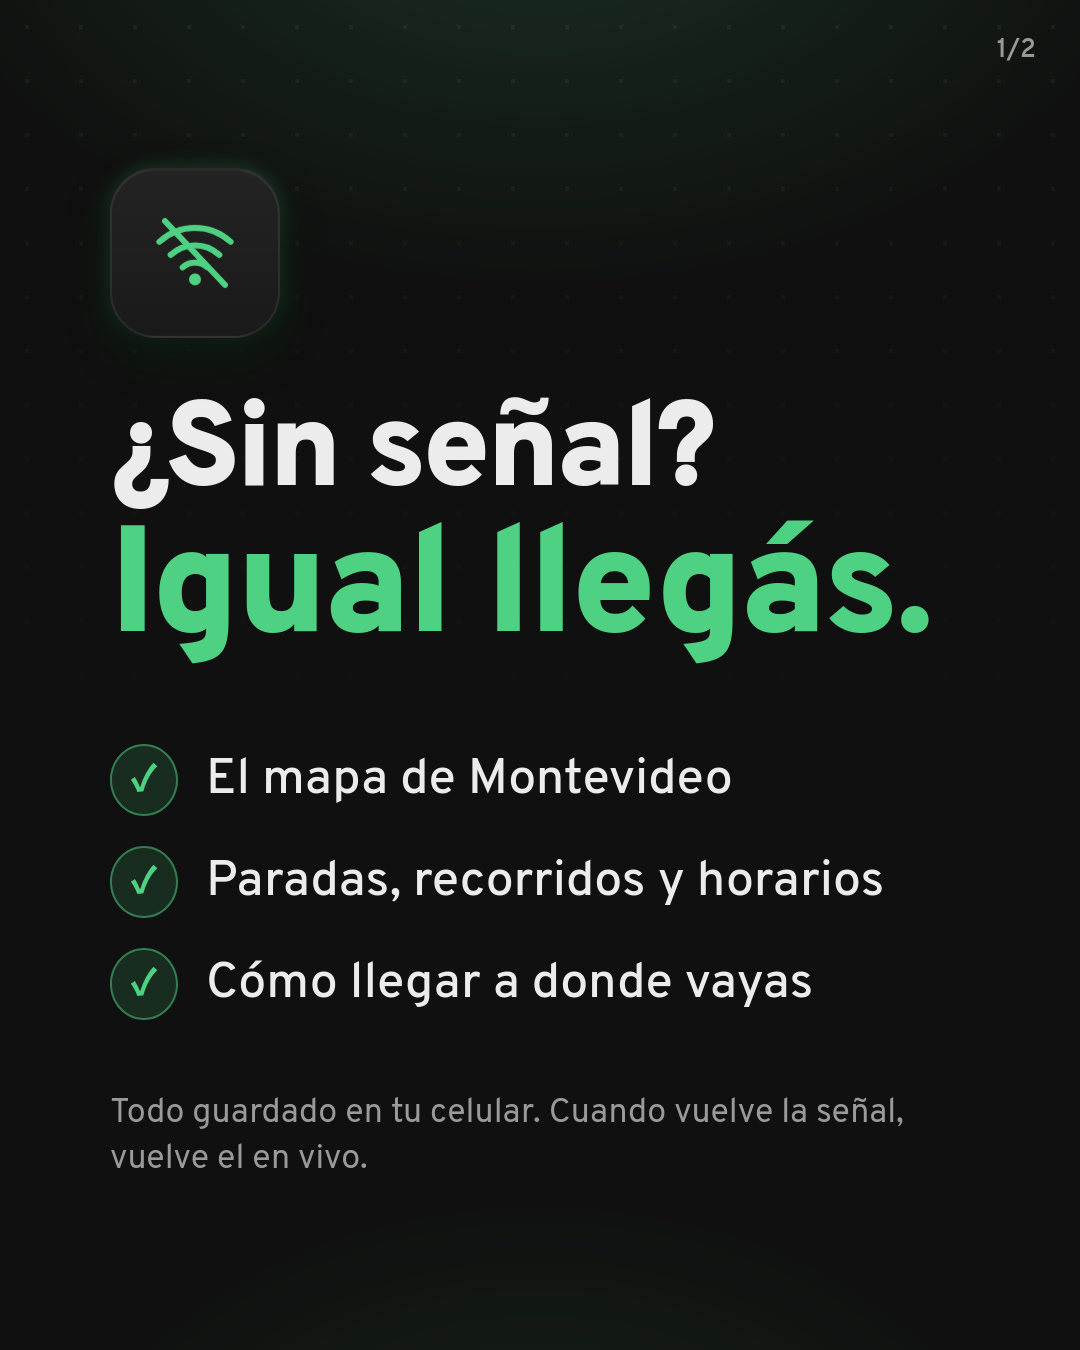 1/2
¿Sin señal?
Igual llegás.
✓ El mapa de Montevideo
✓ Paradas, recorridos y horarios
✓ Cómo llegar a donde vayas
Todo guardado en tu celular. Cuando vuelve la señal,
vuelve el en vivo.